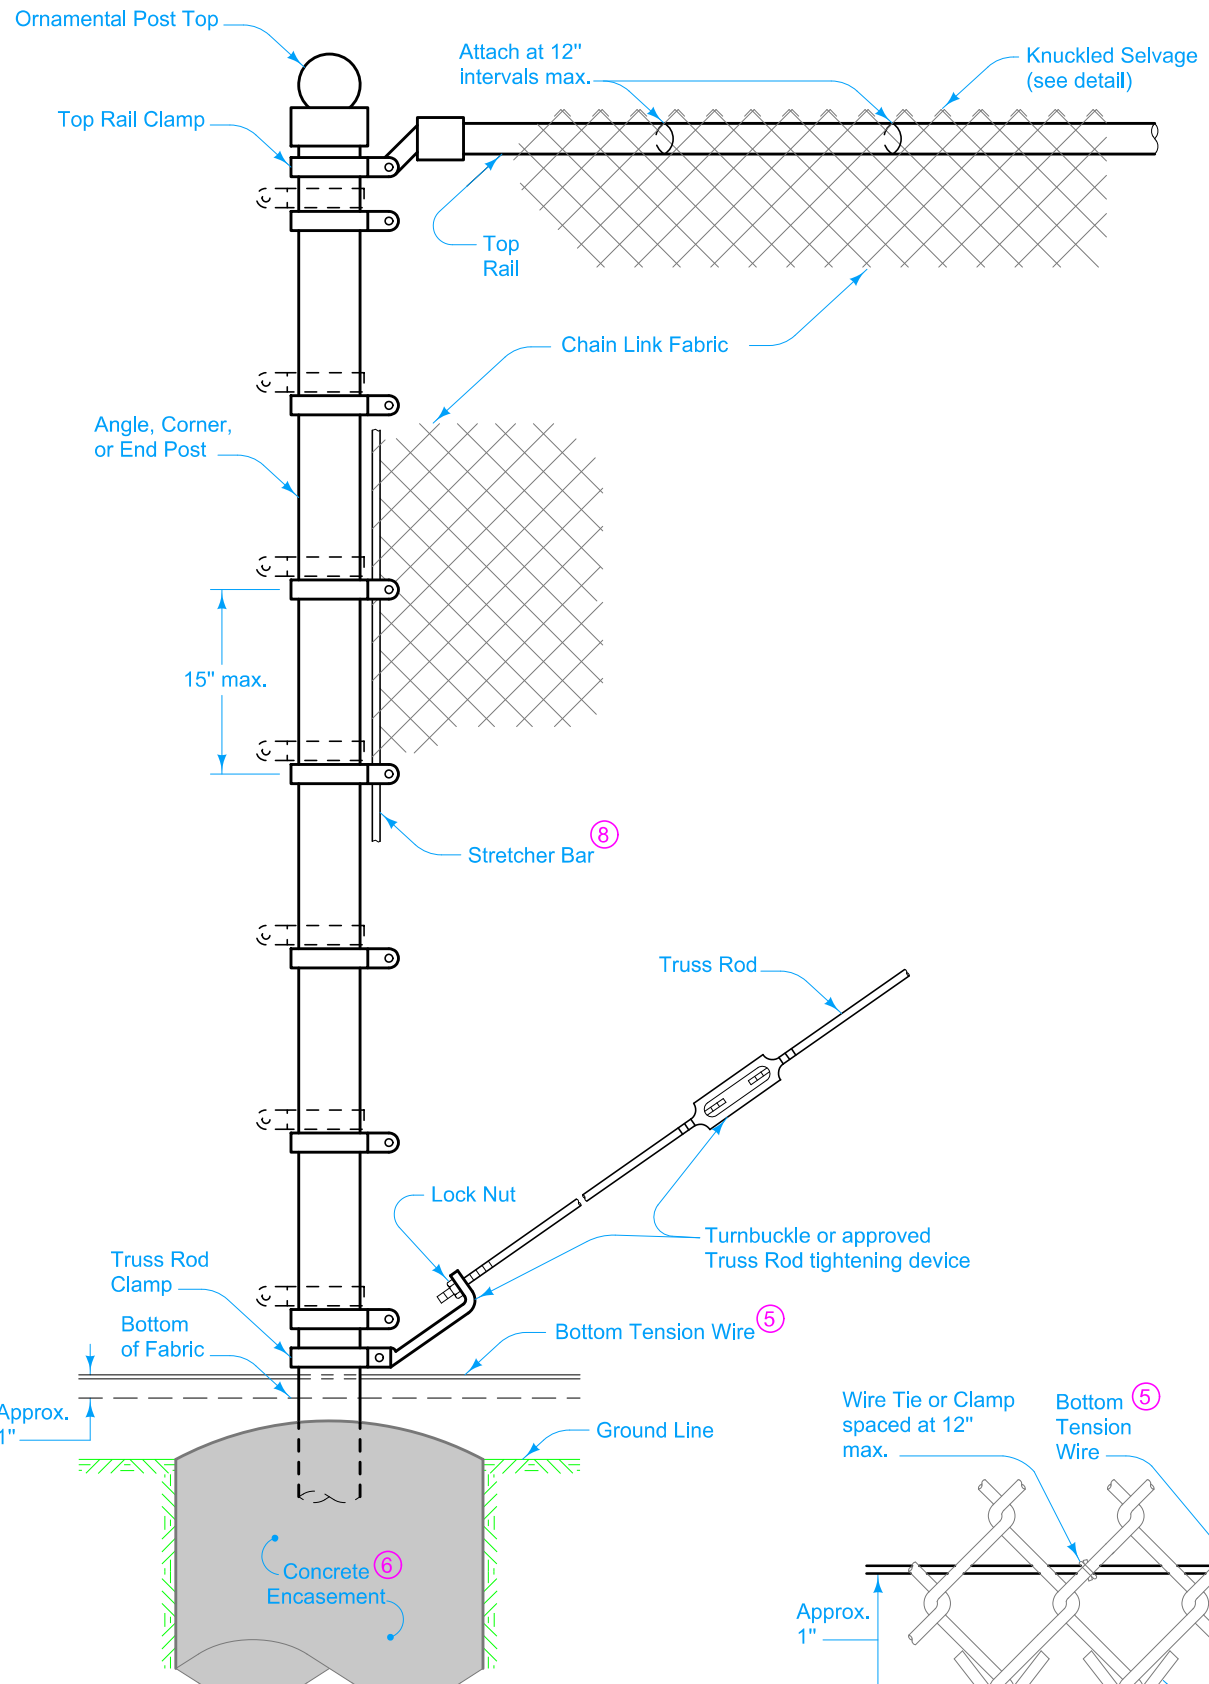 Ornamental Post Top
Attach at 12"
intervals max.
Knuckled Selvage
(see detail)
Top Rail Clamp
Top
Rail
Chain Link Fabric
Angle, Corner,
or End Post
15" max.
Stretcher Bar 8
Truss Rod
Lock Nut
Turnbuckle or approved
Truss Rod tightening device
Truss Rod
Clamp
Bottom
of Fabric
Bottom Tension Wire 5
Approx.
1"
Ground Line
Concrete 6
Encasement
Wire Tie or Clamp
spaced at 12"
max.
Bottom 5
Tension
Wire
Approx.
1"